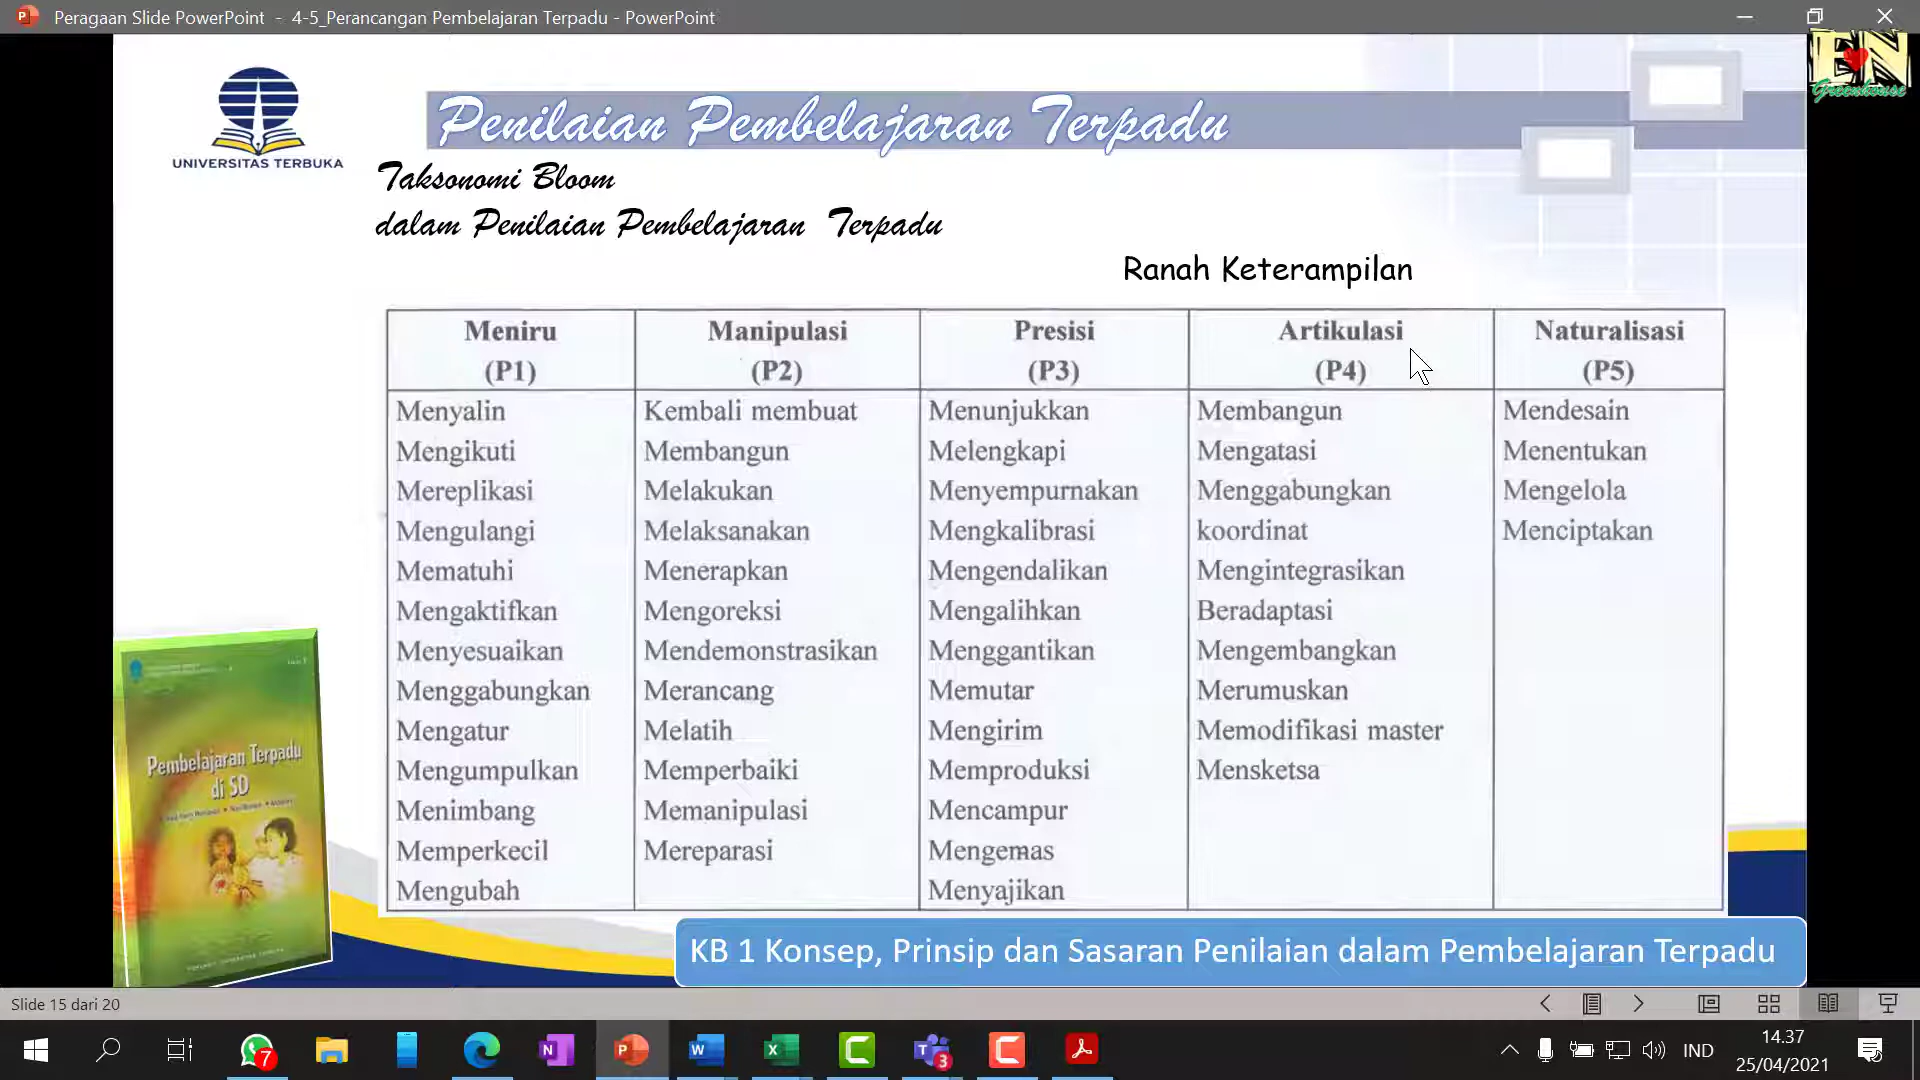 Peragaan Slide PowerPoint - 4-5_Perancangan Pembelajaran Terpadu - PowerPoint
EN
Greenhouse
UNIVERSITAS TERBUKA
Penilaian Pembelajaran Terpadu
Taksonomi Bloom
dalam Penilaian Pembelajaran Terpadu
Ranah Keterampilan
Meniru
(P1)
Menyalin
Mengikuti
Mereplikasi
Mengulangi
Mematuhi
Mengaktifkan
Menyesuaikan
Menggabungkan
Mengatur
Mengumpulkan
Menimbang
Memperkecil
Mengubah
Manipulasi
(P2)
Kembali membuat
Membangun
Melakukan
Melaksanakan
Menerapkan
Mengoreksi
Mendemonstrasikan
Merancang
Melatih
Memperbaiki
Memanipulasi
Mereparasi
Presisi
(P3)
Menunjukkan
Melengkapi
Menyempurnakan
Mengkalibrasi
Mengendalikan
Mengalihkan
Menggantikan
Memutar
Mengirim
Memproduksi
Mencampur
Mengemas
Menyajikan
Artikulasi
(P4)
Membangun
Mengatasi
Menggabungkan
koordinat
Mengintegrasikan
Beradaptasi
Mengembangkan
Merumuskan
Memodifikasi master
Mensketsa
Naturalisasi
(P5)
Mendesain
Menentukan
Mengelola
Menciptakan
Pembelajaran Terpadu
di SD
KB 1 Konsep, Prinsip dan Sasaran Penilaian dalam Pembelajaran Terpadu
Slide 15 dari 20
7
3
IND
14.37
25/04/2021